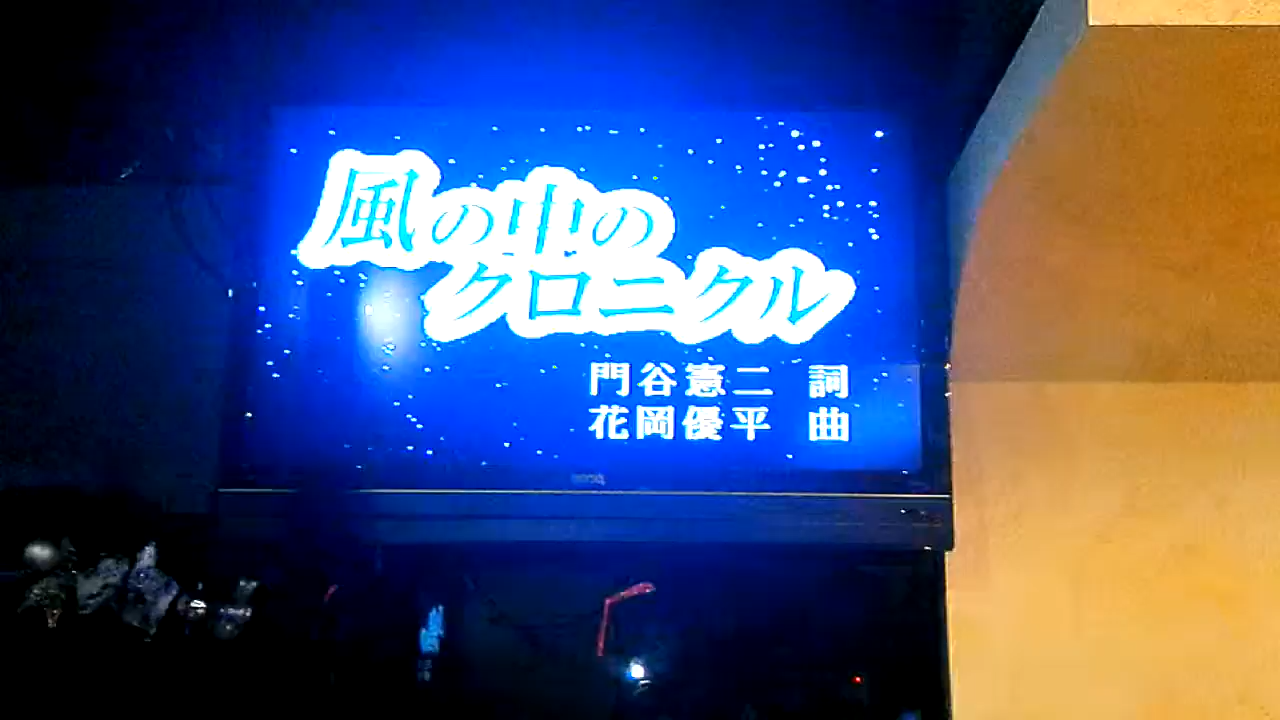 風の中の
クロニクル
門谷憲二 詞
花岡優平 曲